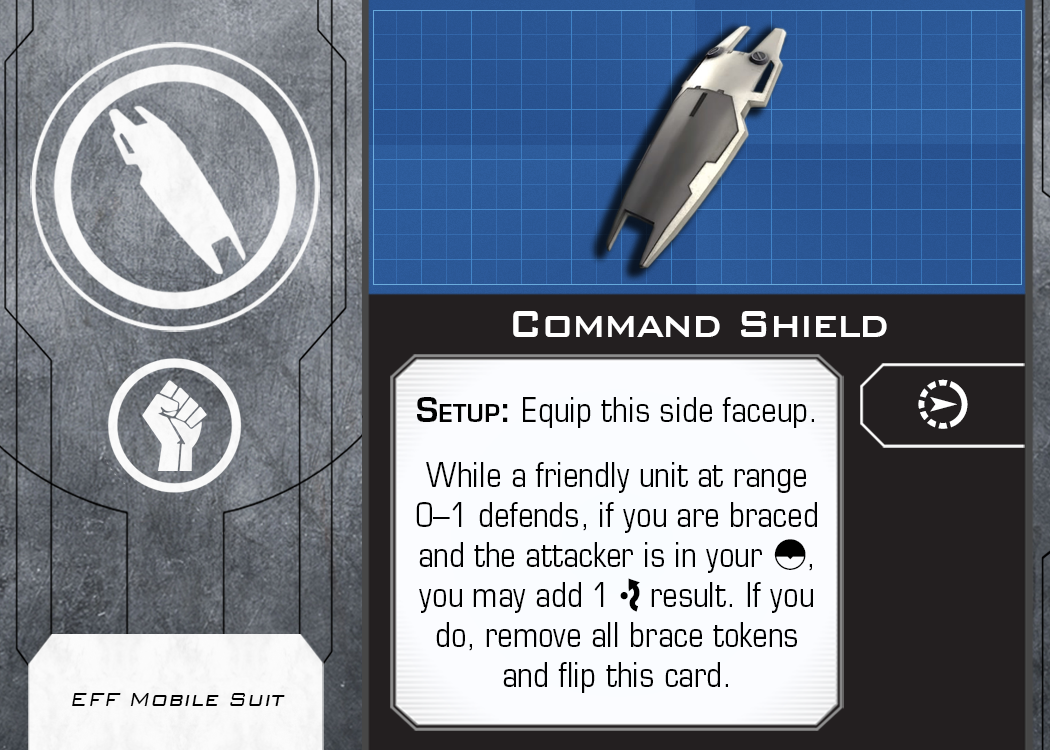 Command Shield
Setup: Equip this side faceup.
While a friendly unit at range
0–1 defends, if you are braced
and the attacker is in your ,
you may add 1 result. If you
do, remove all brace tokens
and flip this card.
EFF Mobile Suit